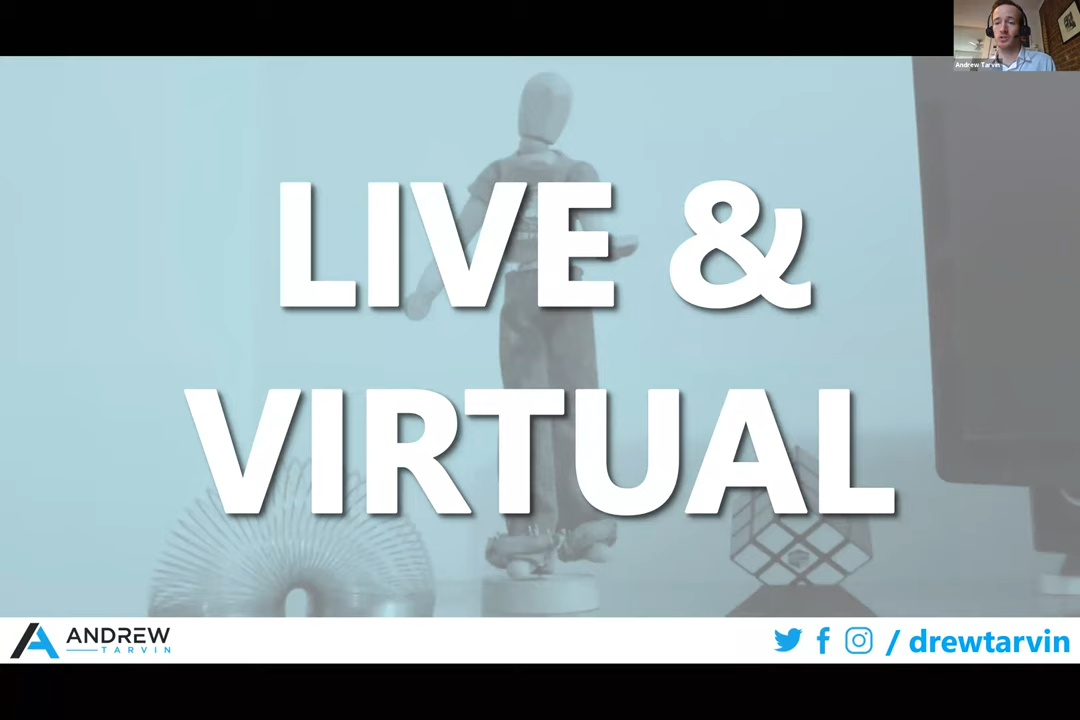 Andrew Tarvin
LIVE &
VIRTUAL
ANDREW
TARVIN
/ drewtarvin